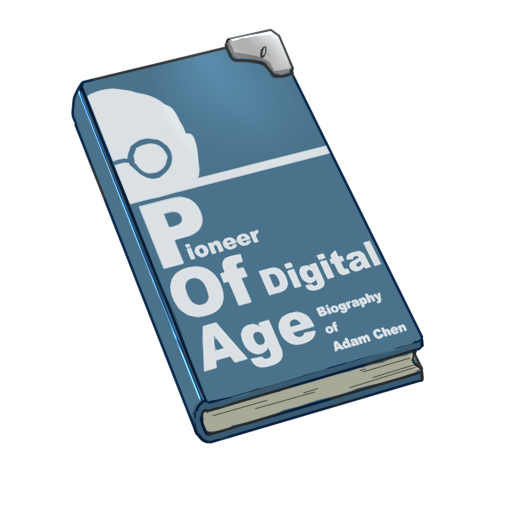 Pioneer
Of Digital
Age
Biography
of
Adam Chen